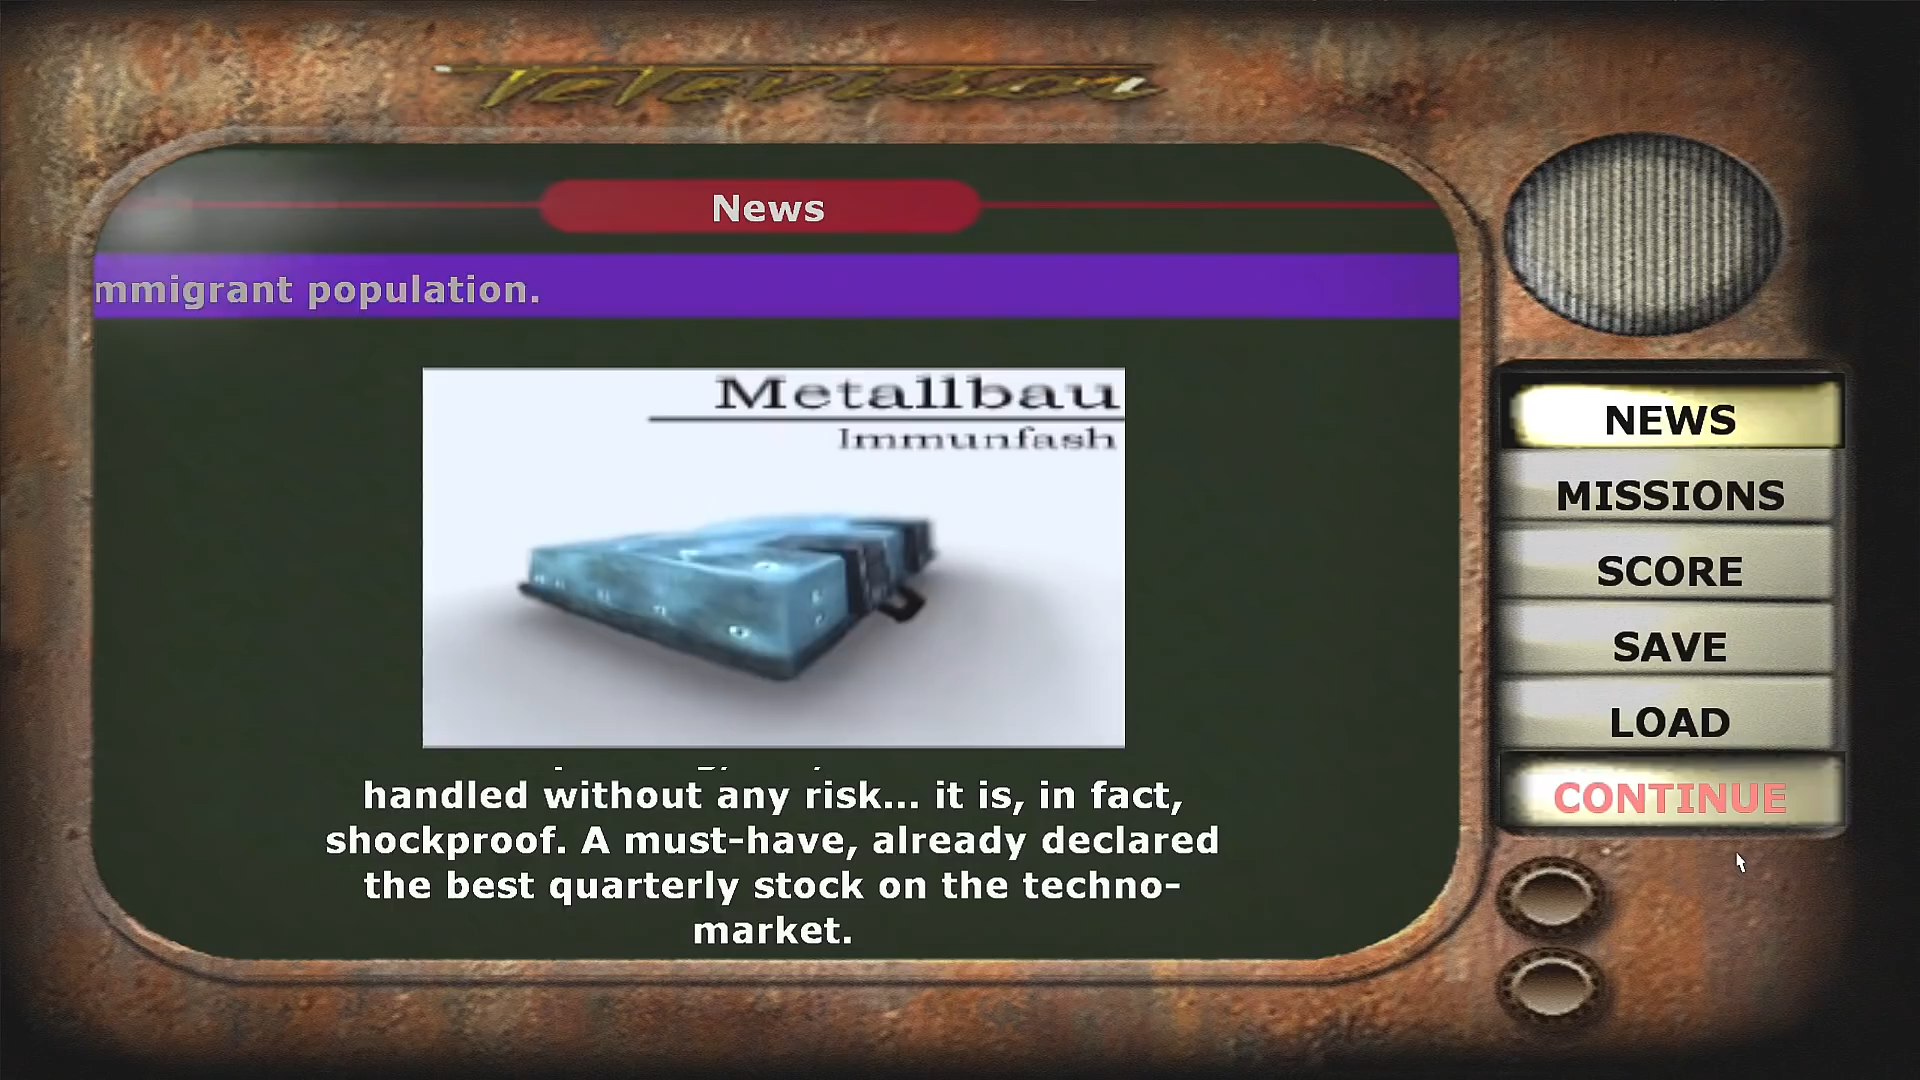 Televisor
News
mmigrant population.
Metallbau
Immunfash
handled without any risk... it is, in fact,
shockproof. A must-have, already declared
the best quarterly stock on the techno-
market.
NEWS
MISSIONS
SCORE
SAVE
LOAD
CONTINUE